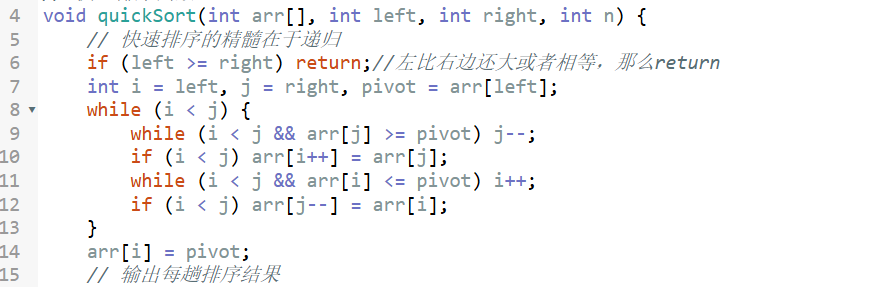 4 void quickSort(int arr[], int left, int right, int n) {
5 // 快速排序的精髓在于递归
6 if (left >= right) return;//左比右边还大或者相等，那么return
7 int i = left, j = right, pivot = arr[left];
8 while (i < j) {
9 while (i < j && arr[j] >= pivot) j--;
10 if (i < j) arr[i++] = arr[j];
11 while (i < j && arr[i] <= pivot) i++;
12 if (i < j) arr[j--] = arr[i];
13 }
14 arr[i] = pivot;
15 // 输出每趟排序结果